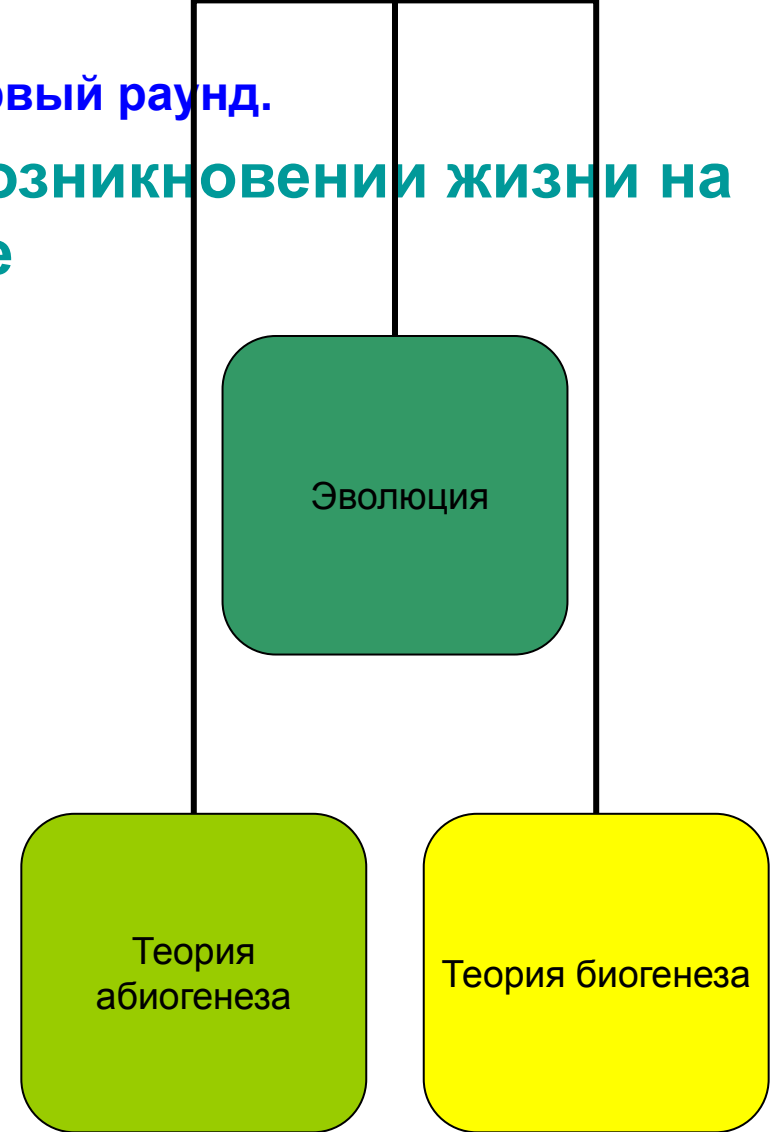 овый раунд.
озникновении жизни на
е
Эволюция
Теория
абиогенеза
Теория биогенеза